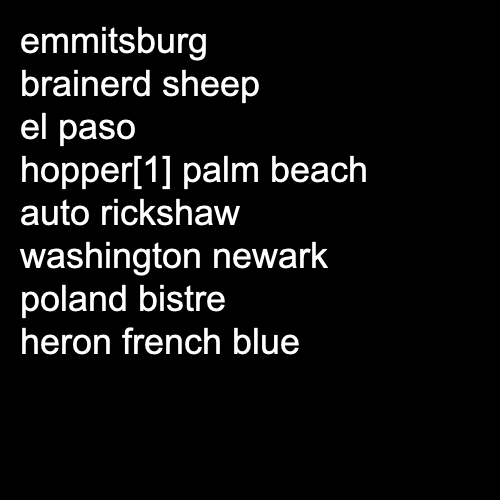 emmitsburg
brainerd sheep
el paso
hopper[1] palm beach
auto rickshaw
washington newark
poland bistre
heron french blue